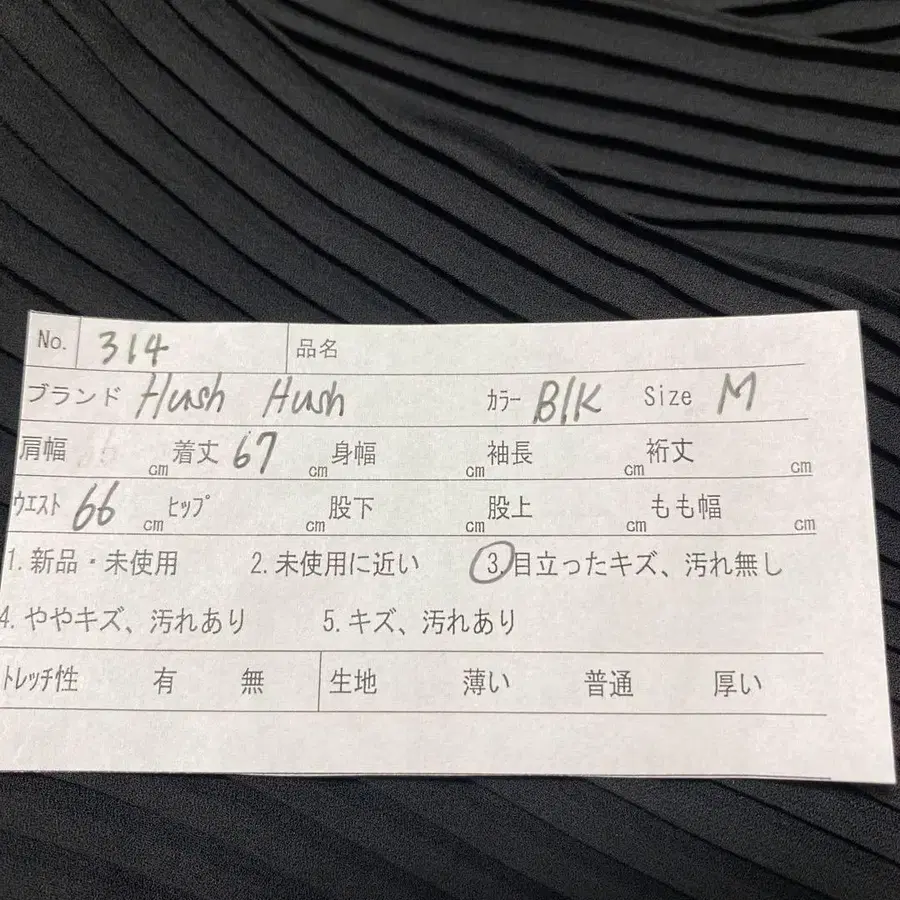 No. 314 品名
ブランド Hush Hush カラー Blk Size M
肩幅 cm 着丈 67 cm 身幅 cm 袖長 cm 裄丈 cm
ウエスト 66 cm ヒップ cm 股下 cm 股上 cm もも幅 cm
1. 新品・未使用 2. 未使用に近い 3. 目立ったキズ、汚れ無し
4. ややキズ、汚れあり 5. キズ、汚れあり
トレッチ性 有 無 生地 薄い 普通 厚い